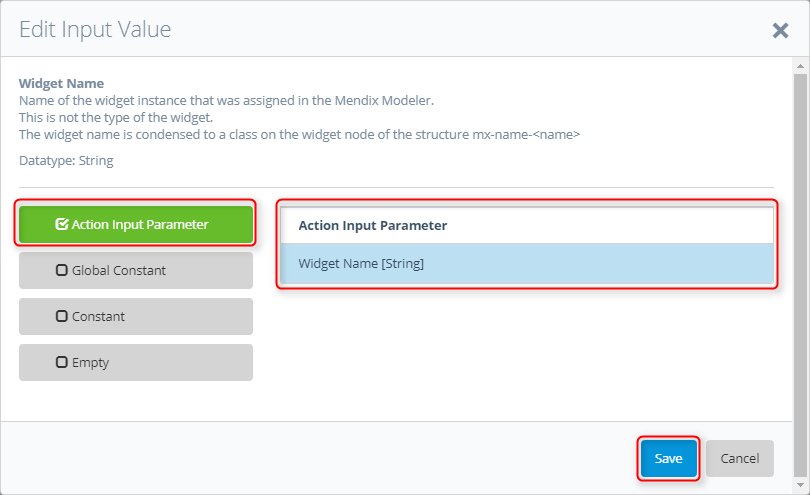 Edit Input Value
Widget Name
Name of the widget instance that was assigned in the Mendix Modeler.
This is not the type of the widget.
The widget name is condensed to a class on the widget node of the structure mx-name-<name>
Datatype: String
Action Input Parameter
Global Constant
Constant
Empty
Action Input Parameter
Widget Name [String]
Save
Cancel